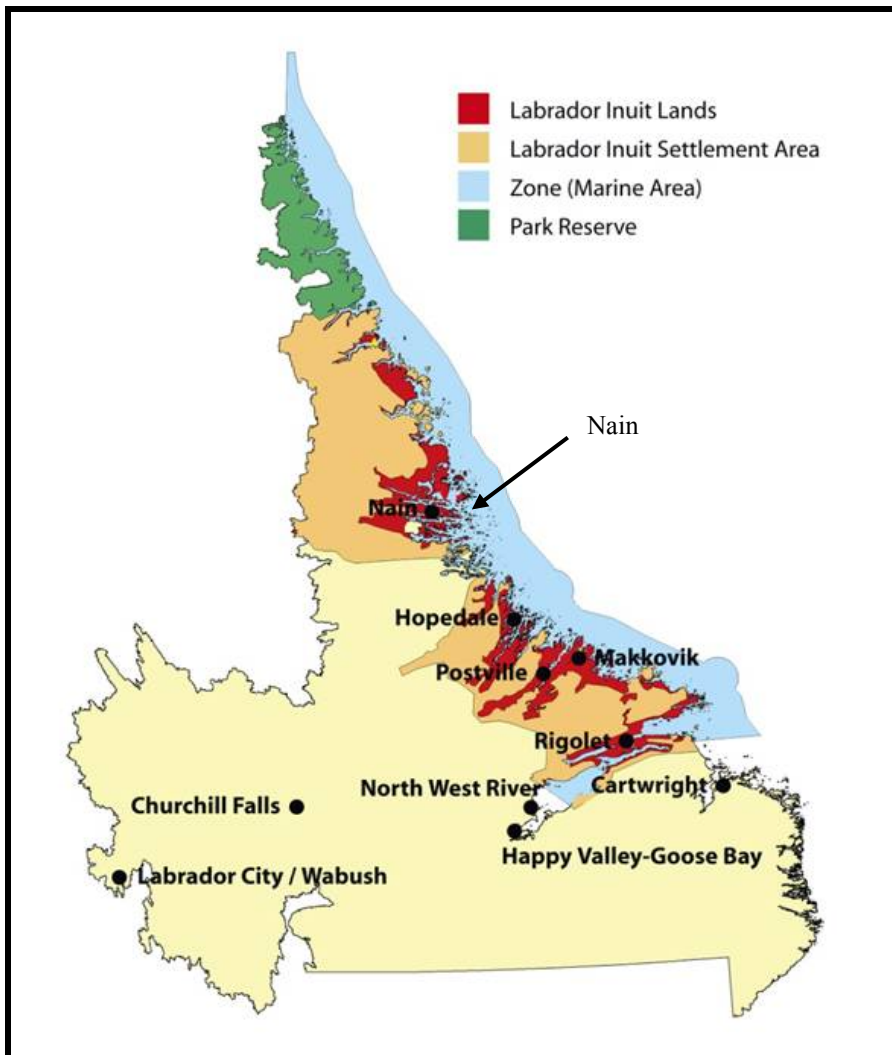 Labrador Inuit Lands
Labrador Inuit Settlement Area
Zone (Marine Area)
Park Reserve
Nain
Nain
Hopedale
Makkovik
Postville
Rigolet
North West River
Cartwright
Churchill Falls
Happy Valley-Goose Bay
Labrador City / Wabush